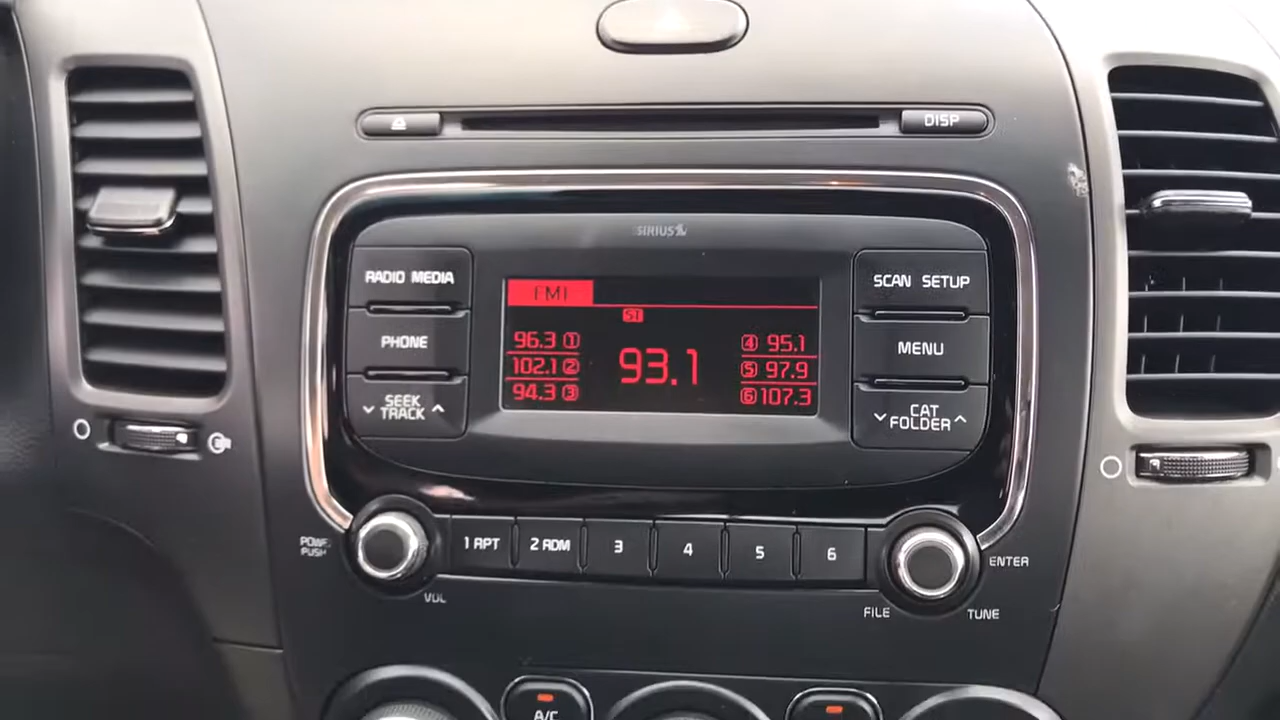 DISP
SIRIUS
RADIO MEDIA
PHONE
SEEK
TRACK
FM1
ST
96.3 1
102.1 2
94.3 3
93.1
4 95.1
5 97.9
6 107.3
SCAN SETUP
MENU
CAT
FOLDER
POWER
PUSH
VOL
1 RPT
2 RDM
3
4
5
6
ENTER
FILE
TUNE
A/C